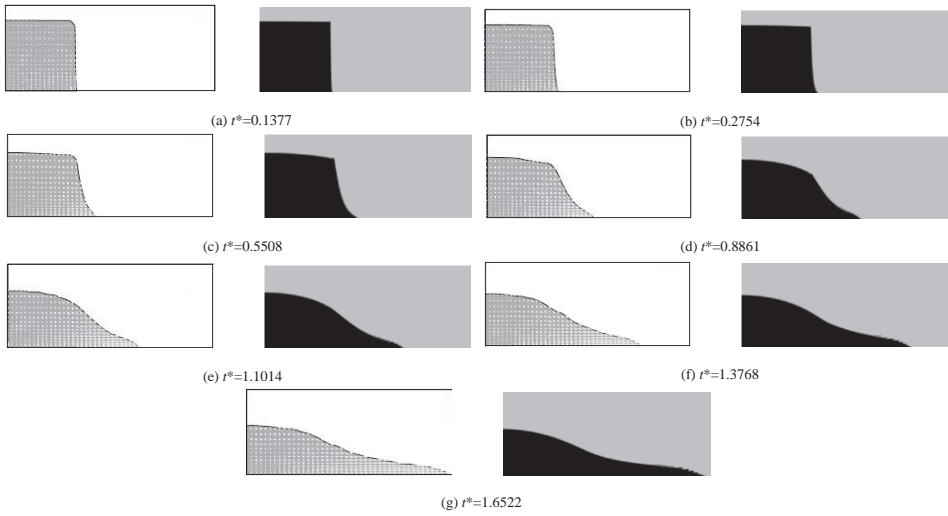 (a) t*=0.1377
(b) t*=0.2754
(c) t*=0.5508
(d) t*=0.8861
(e) t*=1.1014
(f) t*=1.3768
(g) t*=1.6522